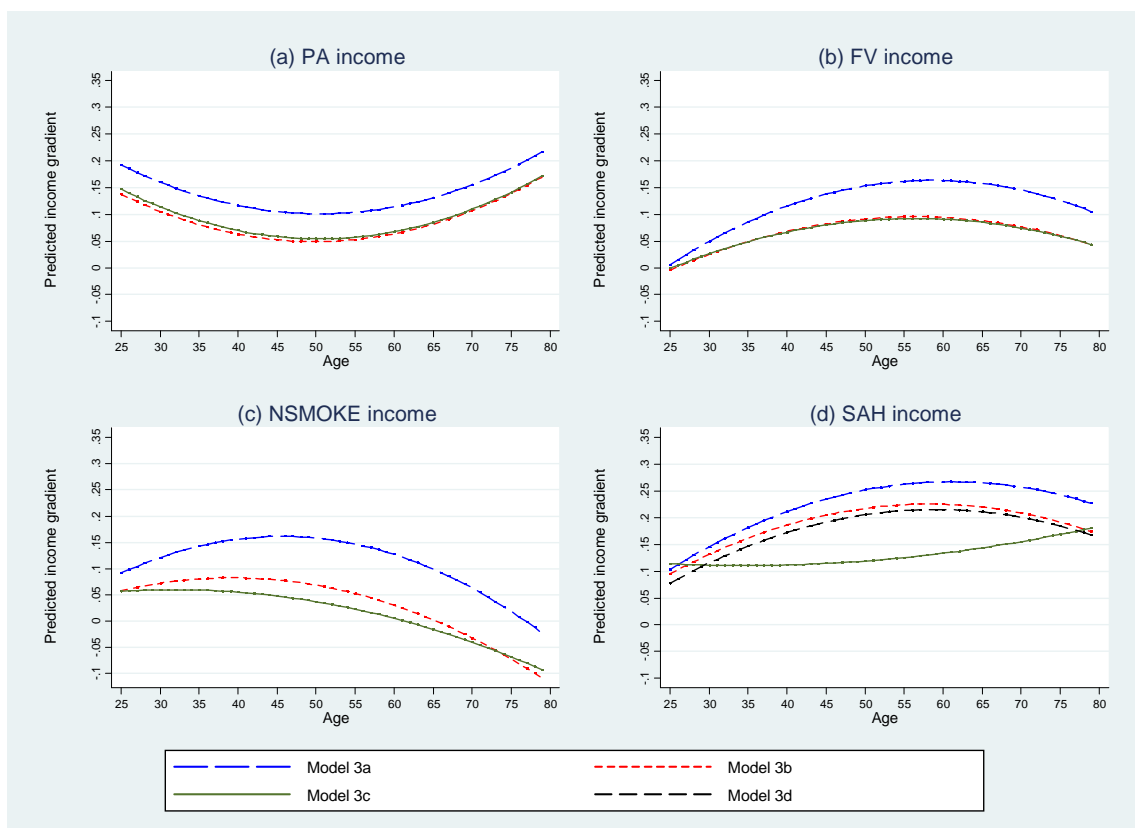 (a) PA income
Predicted income gradient
.35
.3
.25
.2
.15
.1
.05
0
-.05
-.1
25 30 35 40 45 50 55 60 65 70 75 80
Age
(b) FV income
Predicted income gradient
.35
.3
.25
.2
.15
.1
.05
0
-.05
-.1
25 30 35 40 45 50 55 60 65 70 75 80
Age
(c) NSMOKE income
Predicted income gradient
.35
.3
.25
.2
.15
.1
.05
0
-.05
-.1
25 30 35 40 45 50 55 60 65 70 75 80
Age
(d) SAH income
Predicted income gradient
.35
.3
.25
.2
.15
.1
.05
0
-.05
-.1
25 30 35 40 45 50 55 60 65 70 75 80
Age
Model 3a
Model 3b
Model 3c
Model 3d